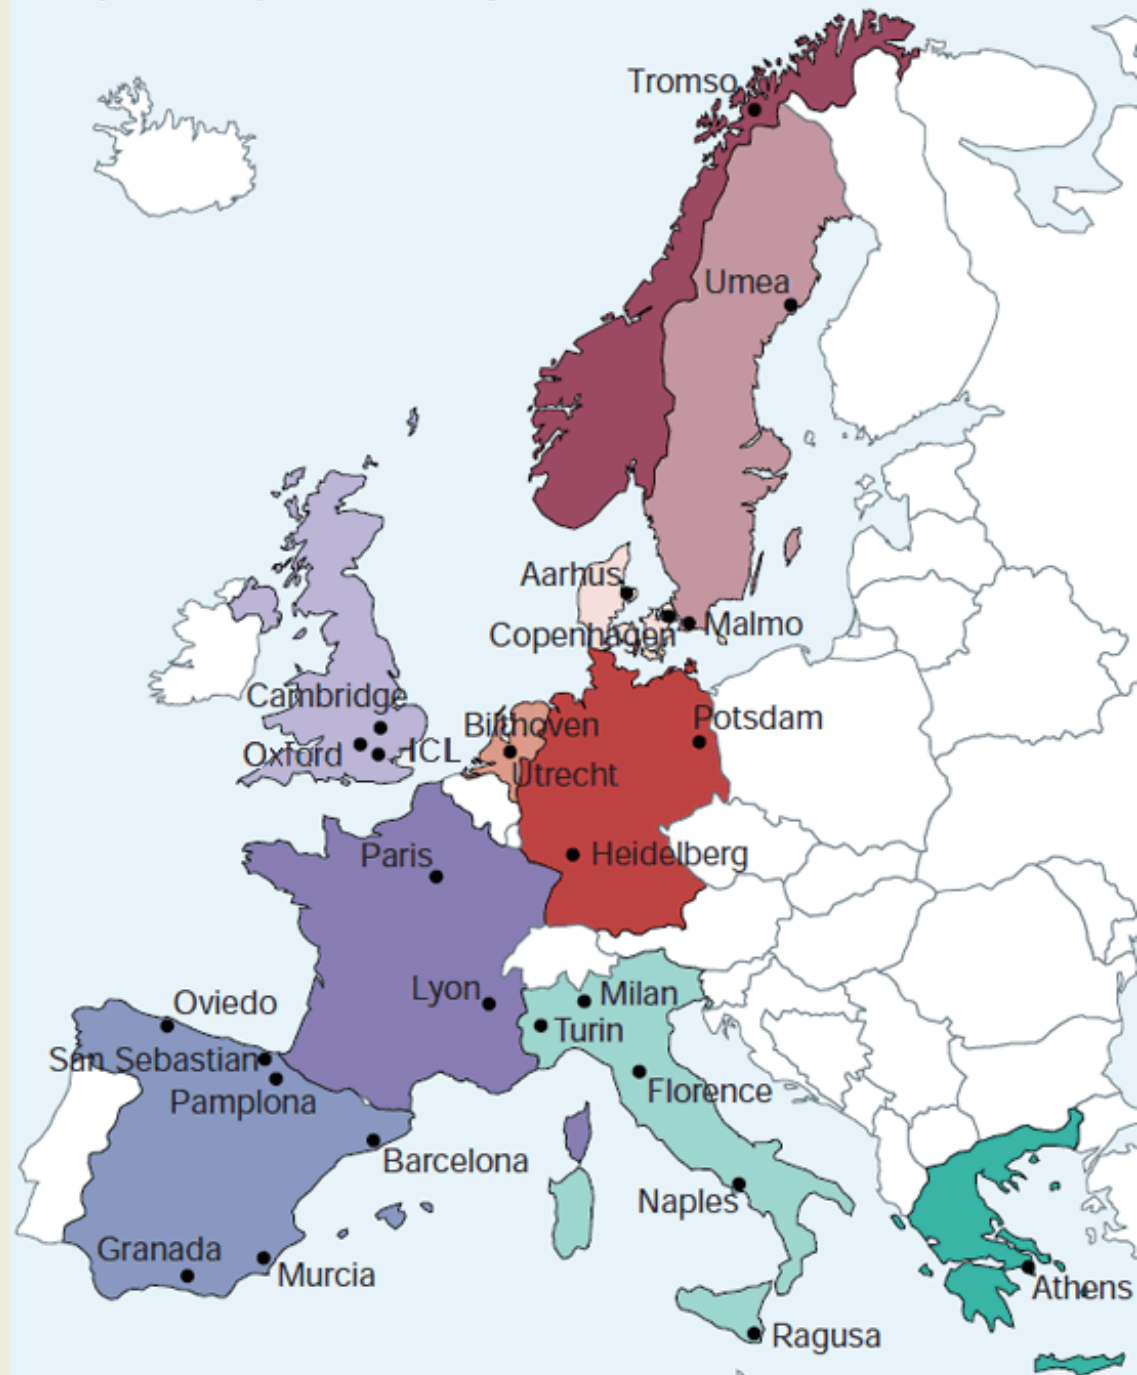 Tromso
Umea
Aarhus
Copenhagen
Malmo
Cambridge
Bilthoven
Potsdam
Oxford
ICL
Utrecht
Paris
Heidelberg
Lyon
Milan
Oviedo
Turin
San Sebastian
Pamplona
Florence
Barcelona
Naples
Granada
Murcia
Athens
Ragusa